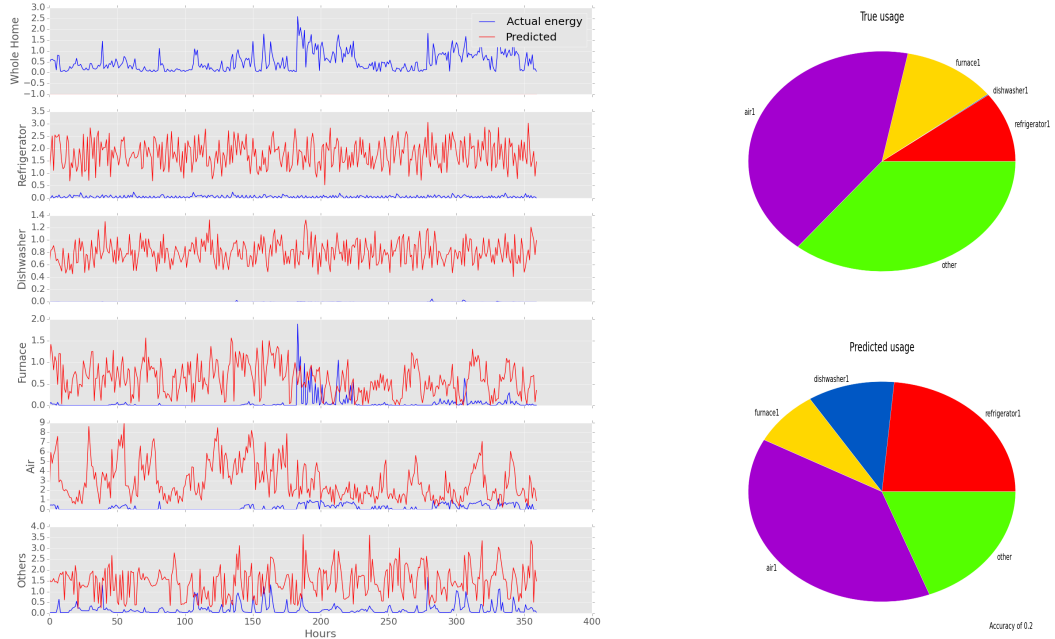 Whole Home
3.0
2.5
2.0
1.5
1.0
0.5
0.0
−0.5
−1.0
Actual energy
Predicted
Refrigerator
3.5
3.0
2.5
2.0
1.5
1.0
0.5
0.0
Dishwasher
1.4
1.2
1.0
0.8
0.6
0.4
0.2
0.0
Furnace
2.0
1.5
1.0
0.5
0.0
Air
9
8
7
6
5
4
3
2
1
0
Others
4.0
3.5
3.0
2.5
2.0
1.5
1.0
0.5
0.0
0 50 100 150 200 250 300 350 400
Hours
True usage
furnace1
dishwasher1
refrigerator1
air1
other
Predicted usage
dishwasher1
refrigerator1
furnace1
air1
other
Accuracy of 0.2